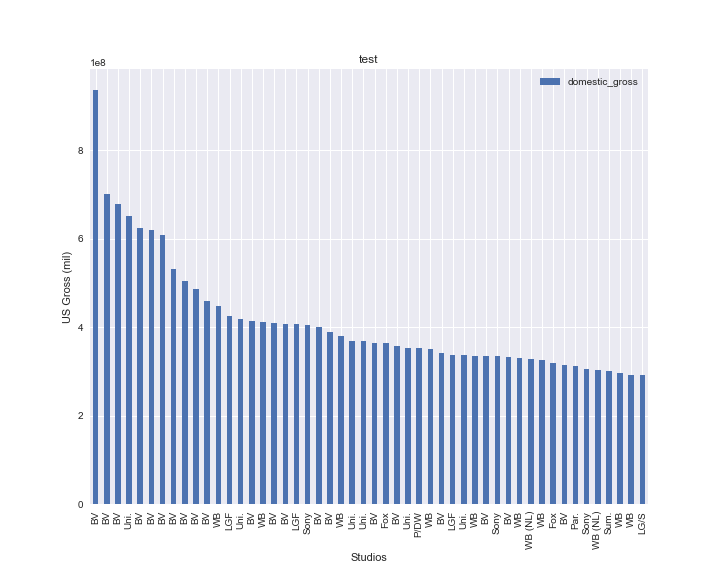 test
1e8
domestic_gross
8
6
4
2
0
US Gross (mil)
BV BV BV Uni. BV BV BV BV BV BV BV WB LGF Uni. BV WB BV BV LGF Sony BV BV WB Uni. Uni. BV Fox BV Uni. P/DW WB BV LGF Uni. WB BV Sony BV WB WB (NL) WB Fox BV Par. Sony WB (NL) Sum. WB WB LG/S
Studios